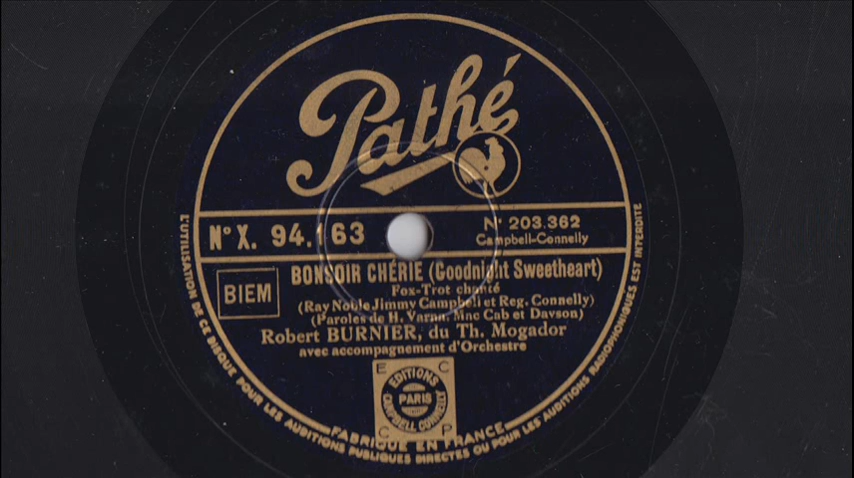 Pathé
N° X. 94.163
N° 203.362
Campbell-Connelly
BIEM
BONSOIR CHÉRIE (Goodnight Sweetheart)
Fox-Trot chanté
(Ray Noble Jimmy Campbell et Reg. Connelly)
(Paroles de H. Varna, Mac Cab et Davson)
Robert BURNIER, du Th. Mogador
avec accompagnement d'Orchestre
E C
EDITIONS
PARIS
CAMPBELL CONNELLY
C P
FABRIQUÉ EN FRANCE
L'UTILISATION DE CE DISQUE POUR LES AUDITIONS PUBLIQUES DIRECTES OU POUR LES AUDITIONS RADIOPHONIQUES EST INTERDITE